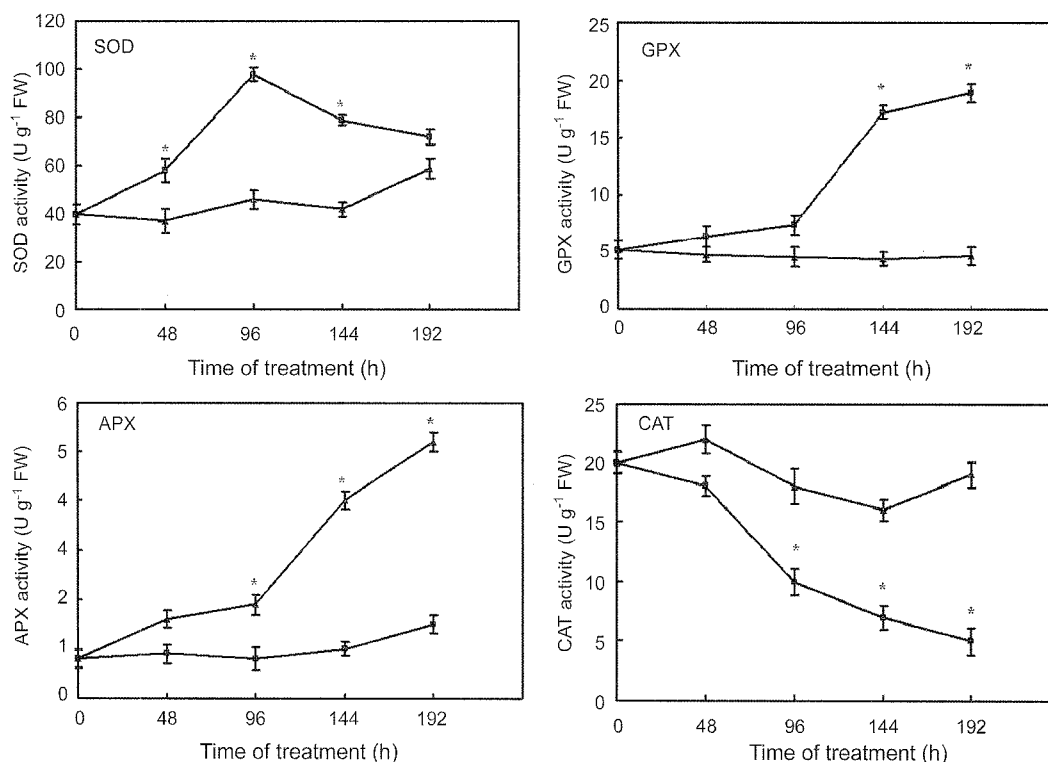 SOD
120
100
80
60
40
20
0
SOD activity (U g-1 FW)
*
*
*
0 48 96 144 192
Time of treatment (h)
GPX
25
20
15
10
5
0
GPX activity (U g-1 FW)
*
*
0 48 96 144 192
Time of treatment (h)
APX
6
5
4
4
2
1
0
APX activity (U g-1 FW)
*
*
*
0 48 96 144 192
Time of treatment (h)
CAT
25
20
15
10
5
0
CAT activity (U g-1 FW)
*
*
*
0 48 96 144 192
Time of treatment (h)